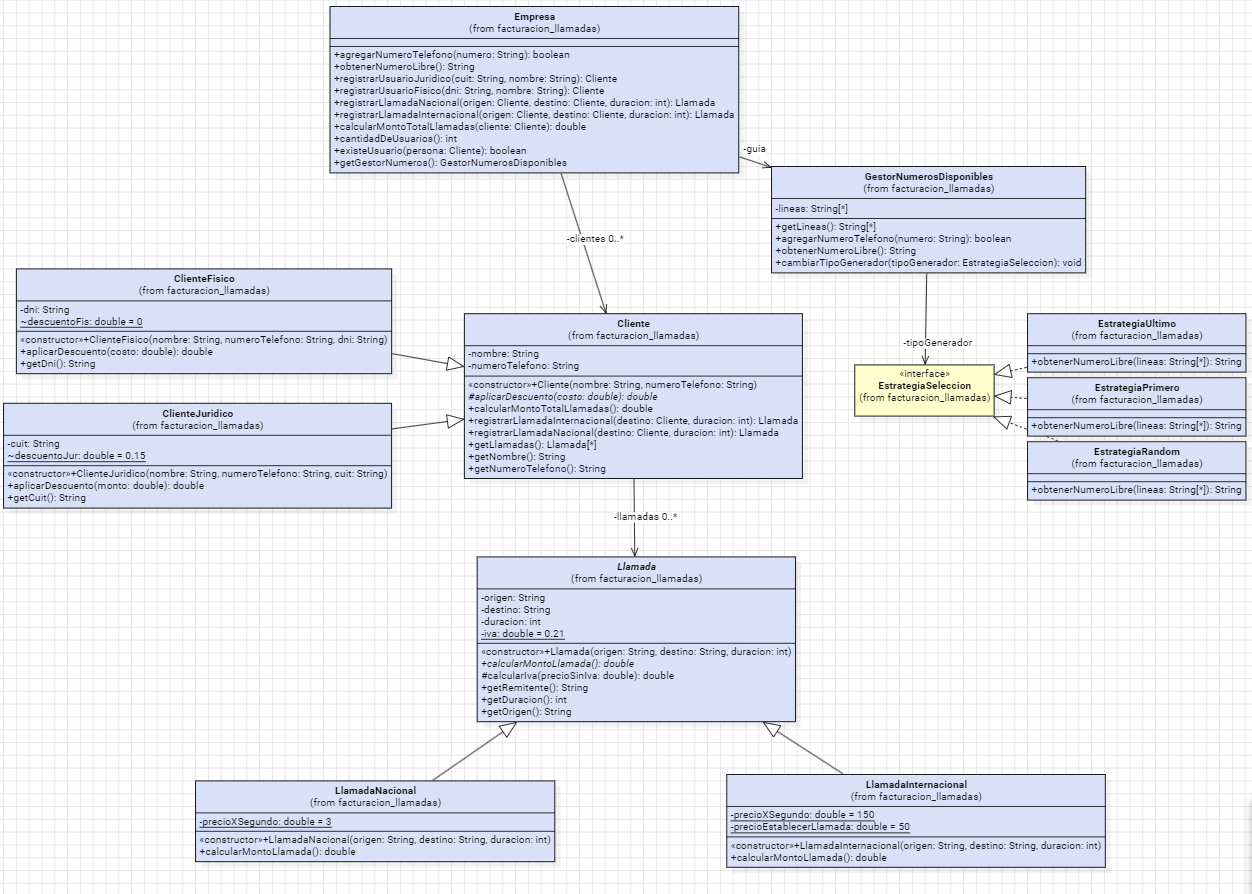 Empresa
(from facturacion_llamadas)
+agregarNumeroTelefono(numero: String): boolean
+obtenerNumeroLibre(): String
+registrarUsuarioJuridico(cuit: String, nombre: String): Cliente
+registrarUsuarioFisico(dni: String, nombre: String): Cliente
+registrarLlamadaNacional(origen: Cliente, destino: Cliente, duracion: int): Llamada
+registrarLlamadaInternacional(origen: Cliente, destino: Cliente, duracion: int): Llamada
+calcularMontoTotalLlamadas(cliente: Cliente): double
+cantidadDeUsuarios(): int
+existeUsuario(persona: Cliente): boolean
+getGestorNumeros(): GestorNumerosDisponibles
-guia
GestorNumerosDisponibles
(from facturacion_llamadas)
-lineas: String[*]
+getLineas(): String[*]
+agregarNumeroTelefono(numero: String): boolean
+obtenerNumeroLibre(): String
+cambiarTipoGenerador(tipoGenerador: EstrategiaSeleccion): void
-clientes 0..*
ClienteFisico
(from facturacion_llamadas)
-dni: String
~descuentoFis: double = 0
«constructor»+ClienteFisico(nombre: String, numeroTelefono: String, dni: String)
+aplicarDescuento(costo: double): double
+getDni(): String
Cliente
(from facturacion_llamadas)
-nombre: String
-numeroTelefono: String
«constructor»+Cliente(nombre: String, numeroTelefono: String)
#aplicarDescuento(costo: double): double
+calcularMontoTotalLlamadas(): double
+registrarLlamadaInternacional(destino: Cliente, duracion: int): Llamada
+registrarLlamadaNacional(destino: Cliente, duracion: int): Llamada
+getLlamadas(): Llamada[*]
+getNombre(): String
+getNumeroTelefono(): String
-tipoGenerador
«interface»
EstrategiaSeleccion
(from facturacion_llamadas)
EstrategiaUltimo
(from facturacion_llamadas)
+obtenerNumeroLibre(lineas: String[*]): String
EstrategiaPrimero
(from facturacion_llamadas)
+obtenerNumeroLibre(lineas: String[*]): String
EstrategiaRandom
(from facturacion_llamadas)
+obtenerNumeroLibre(lineas: String[*]): String
ClienteJuridico
(from facturacion_llamadas)
-cuit: String
~descuentoJur: double = 0.15
«constructor»+ClienteJuridico(nombre: String, numeroTelefono: String, cuit: String)
+aplicarDescuento(monto: double): double
+getCuit(): String
-llamadas 0..*
Llamada
(from facturacion_llamadas)
-origen: String
-destino: String
-duracion: int
-iva: double = 0.21
«constructor»+Llamada(origen: String, destino: String, duracion: int)
+calcularMontoLlamada(): double
#calcularIva(precioSinIva: double): double
+getRemitente(): String
+getDuracion(): int
+getOrigen(): String
LlamadaNacional
(from facturacion_llamadas)
-precioXSegundo: double = 3
«constructor»+LlamadaNacional(origen: String, destino: String, duracion: int)
+calcularMontoLlamada(): double
LlamadaInternacional
(from facturacion_llamadas)
-precioXSegundo: double = 150
-precioEstablecerLlamada: double = 50
«constructor»+LlamadaInternacional(origen: String, destino: String, duracion: int)
+calcularMontoLlamada(): double